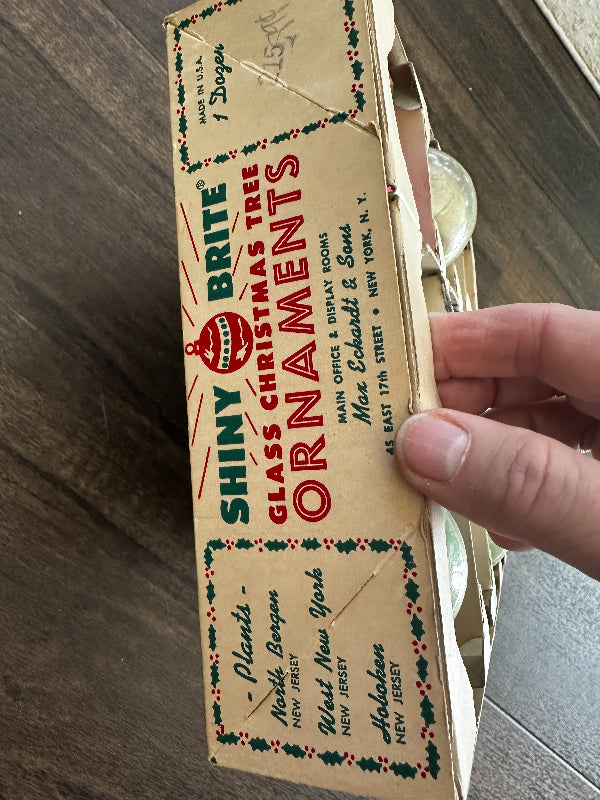 - Plants -
North Bergen
NEW JERSEY
West New York
NEW JERSEY
Hoboken
NEW JERSEY
SHINY BRITE®
GLASS CHRISTMAS TREE
ORNAMENTS
MAIN OFFICE & DISPLAY ROOMS
Max Eckardt & Sons
45 EAST 17th STREET • NEW YORK, N. Y.
MADE IN U.S.A.
1 Dozen